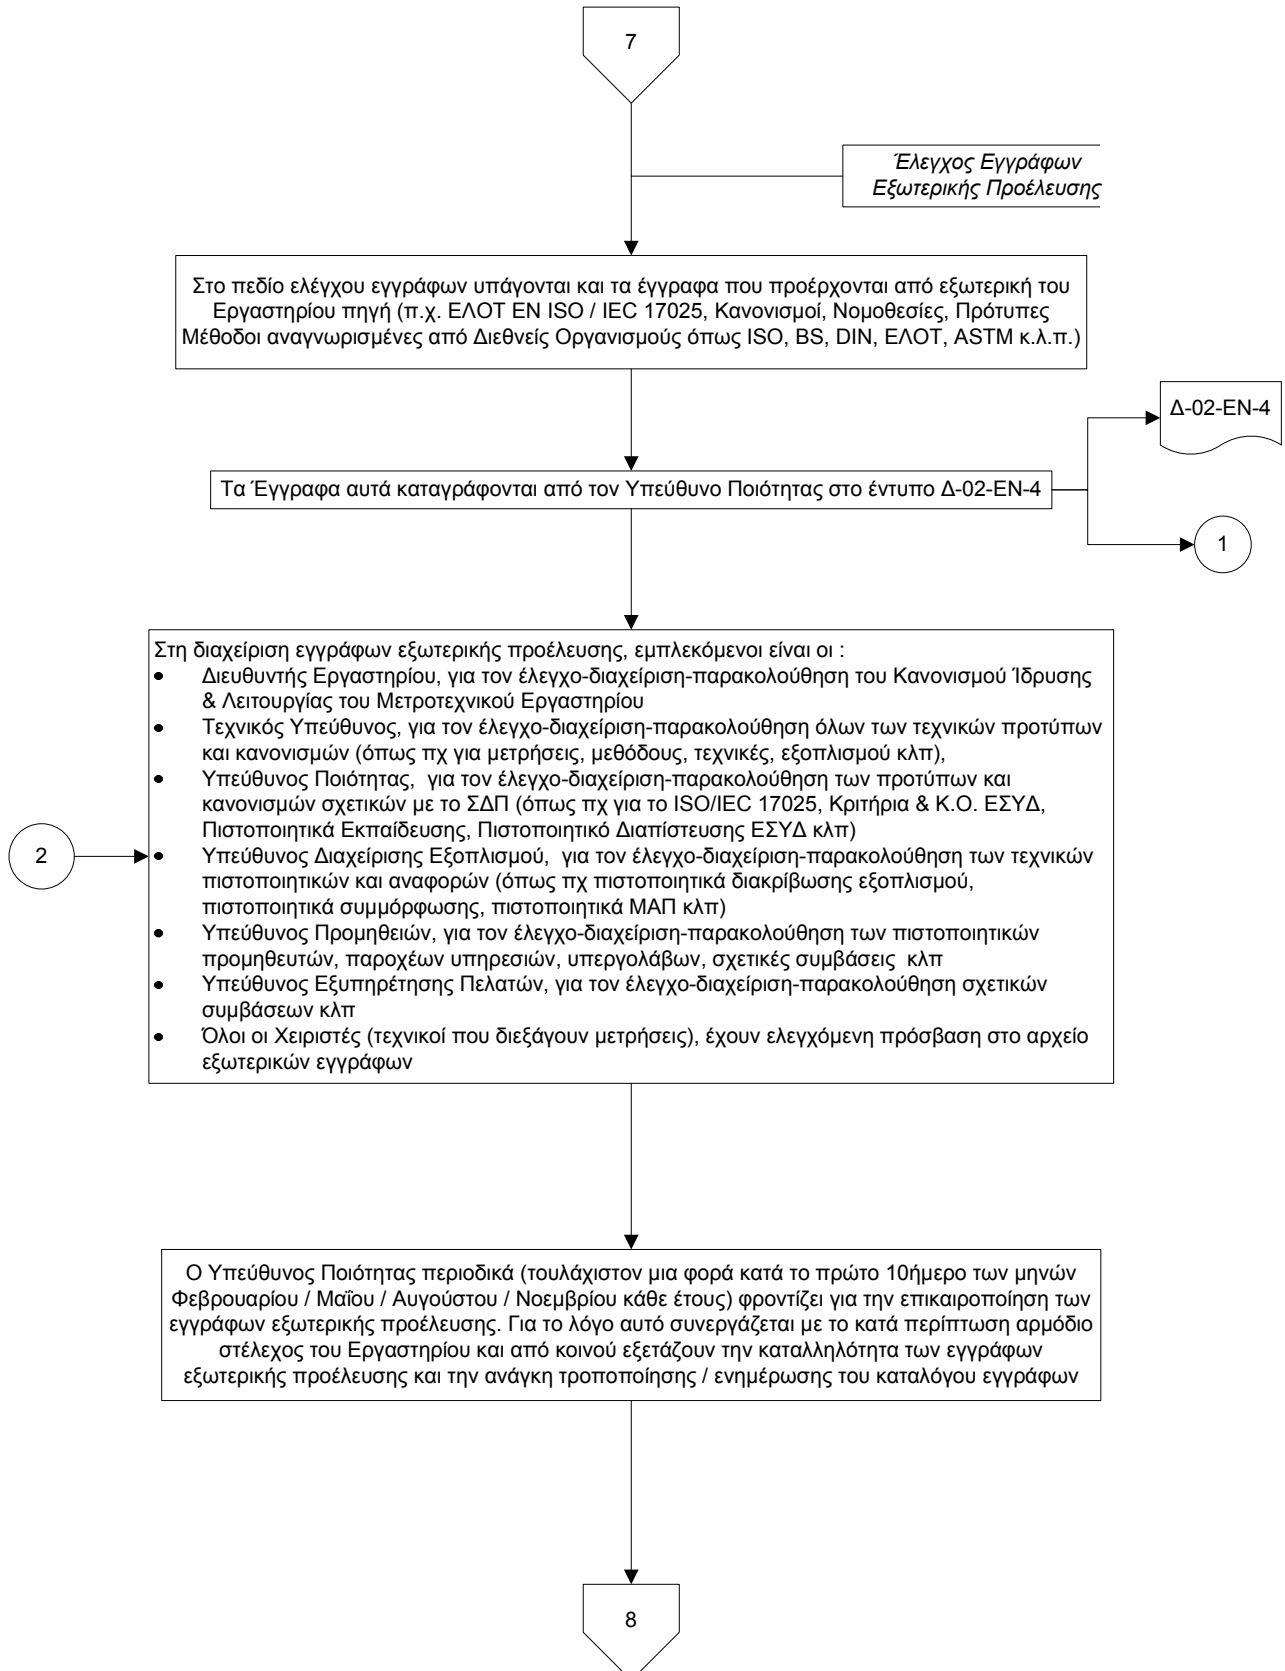 7
Έλεγχος Εγγράφων
Εξωτερικής Προέλευσης
Στο πεδίο ελέγχου εγγράφων υπάγονται και τα έγγραφα που προέρχονται από εξωτερική του
Εργαστηρίου πηγή (π.χ. ΕΛΟΤ EN ISO / IEC 17025, Κανονισμοί, Νομοθεσίες, Πρότυπες
Μέθοδοι αναγνωρισμένες από Διεθνείς Οργανισμούς όπως ISO, BS, DIN, ΕΛΟΤ, ASTM κ.λ.π.)
Δ-02-ΕΝ-4
Τα Έγγραφα αυτά καταγράφονται από τον Υπεύθυνο Ποιότητας στο έντυπο Δ-02-ΕΝ-4
1
Στη διαχείριση εγγράφων εξωτερικής προέλευσης, εμπλεκόμενοι είναι οι :
• Διευθυντής Εργαστηρίου, για τον έλεγχο-διαχείριση-παρακολούθηση του Κανονισμού Ίδρυσης
& Λειτουργίας του Μετροτεχνικού Εργαστηρίου
• Τεχνικός Υπεύθυνος, για τον έλεγχο-διαχείριση-παρακολούθηση όλων των τεχνικών προτύπων
και κανονισμών (όπως πχ για μετρήσεις, μεθόδους, τεχνικές, εξοπλισμού κλπ),
• Υπεύθυνος Ποιότητας, για τον έλεγχο-διαχείριση-παρακολούθηση των προτύπων και
κανονισμών σχετικών με το ΣΔΠ (όπως πχ για το ISO/IEC 17025, Κριτήρια & Κ.Ο. ΕΣΥΔ,
Πιστοποιητικά Εκπαίδευσης, Πιστοποιητικό Διαπίστευσης ΕΣΥΔ κλπ)
2
• Υπεύθυνος Διαχείρισης Εξοπλισμού, για τον έλεγχο-διαχείριση-παρακολούθηση των τεχνικών
πιστοποιητικών και αναφορών (όπως πχ πιστοποιητικά διακρίβωσης εξοπλισμού,
πιστοποιητικά συμμόρφωσης, πιστοποιητικά ΜΑΠ κλπ)
• Υπεύθυνος Προμηθειών, για τον έλεγχο-διαχείριση-παρακολούθηση των πιστοποιητικών
προμηθευτών, παροχέων υπηρεσιών, υπεργολάβων, σχετικές συμβάσεις κλπ
• Υπεύθυνος Εξυπηρέτησης Πελατών, για τον έλεγχο-διαχείριση-παρακολούθηση σχετικών
συμβάσεων κλπ
• Όλοι οι Χειριστές (τεχνικοί που διεξάγουν μετρήσεις), έχουν ελεγχόμενη πρόσβαση στο αρχείο
εξωτερικών εγγράφων
Ο Υπεύθυνος Ποιότητας περιοδικά (τουλάχιστον μια φορά κατά το πρώτο 10ήμερο των μηνών
Φεβρουαρίου / Μαΐου / Αυγούστου / Νοεμβρίου κάθε έτους) φροντίζει για την επικαιροποίηση των
εγγράφων εξωτερικής προέλευσης. Για το λόγο αυτό συνεργάζεται με το κατά περίπτωση αρμόδιο
στέλεχος του Εργαστηρίου και από κοινού εξετάζουν την καταλληλότητα των εγγράφων
εξωτερικής προέλευσης και την ανάγκη τροποποίησης / ενημέρωσης του καταλόγου εγγράφων
8